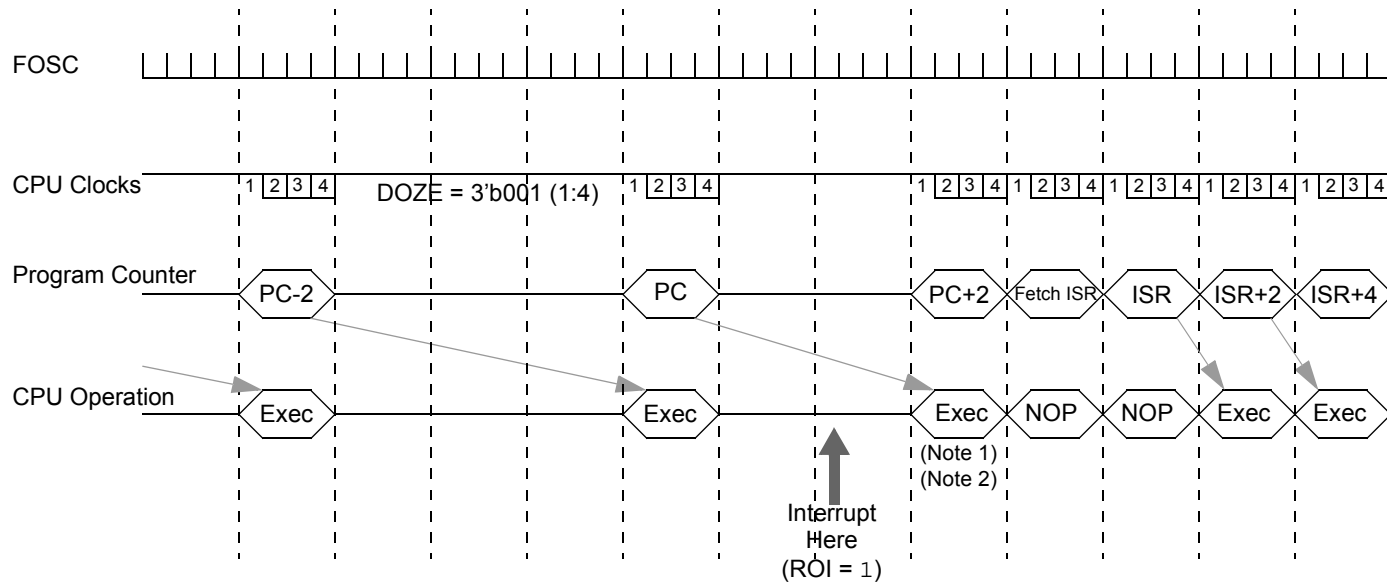 FOSC
CPU Clocks
1 2 3 4
DOZE = 3'b001 (1:4)
1 2 3 4
1 2 3 4 1 2 3 4 1 2 3 4 1 2 3 4 1 2 3 4
Program Counter
PC-2
PC
PC+2
Fetch ISR
ISR
ISR+2
ISR+4
CPU Operation
Exec
Exec
Exec
NOP
NOP
Exec
Exec
(Note 1)
(Note 2)
Interrupt
Here
(ROI = 1)